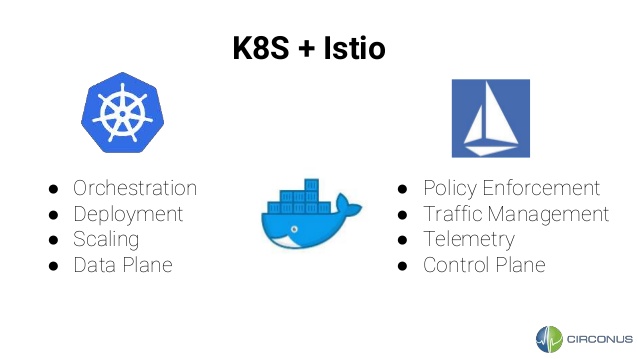 K8S + Istio
● Orchestration
● Deployment
● Scaling
● Data Plane
● Policy Enforcement
● Traffic Management
● Telemetry
● Control Plane
CIRCONUS